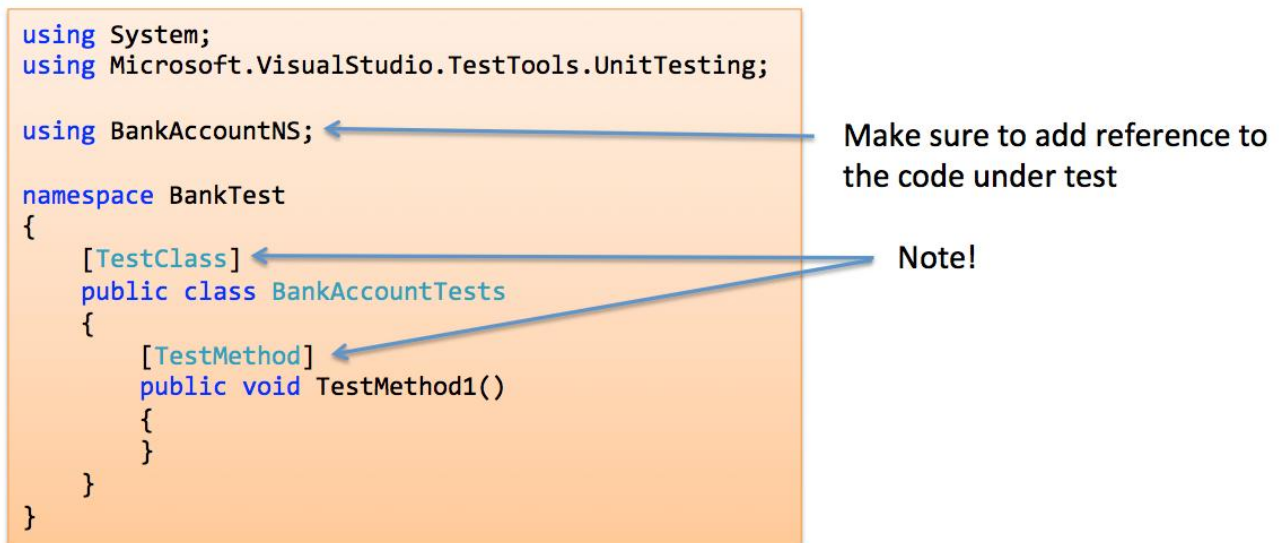 using System;
using Microsoft.VisualStudio.TestTools.UnitTesting;
using BankAccountNS;
Make sure to add reference to
the code under test
namespace BankTest
{
[TestClass]
Note!
public class BankAccountTests
{
[TestMethod]
public void TestMethod1()
{
}
}
}